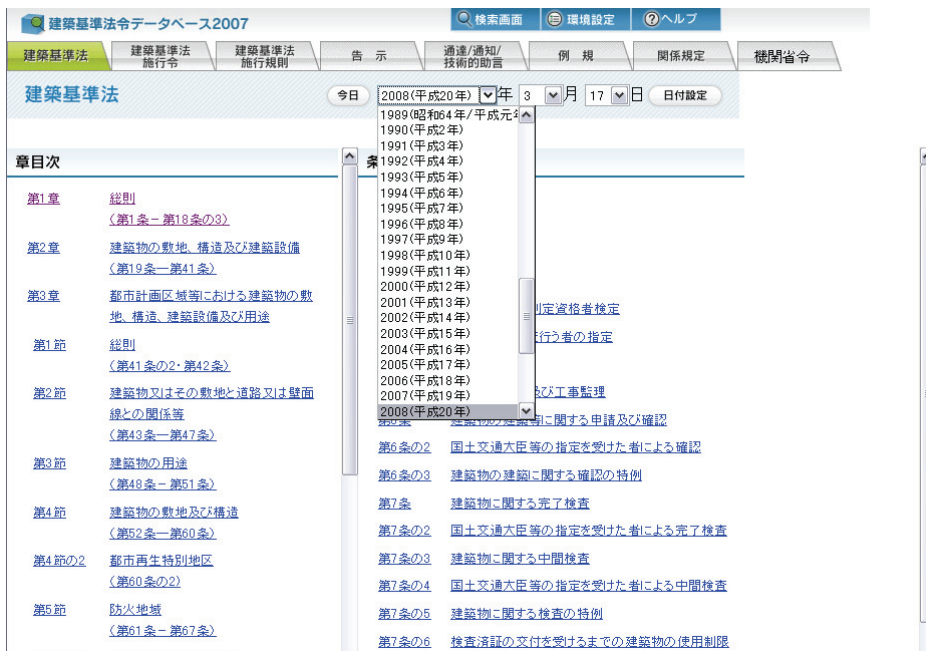 建築基準法令データベース2007
検索画面 環境設定 ヘルプ
建築基準法 建築基準法施行令 建築基準法施行規則 告示 通達/通知/技術的助言 例規 関係規定 機関省令
建築基準法
今日 2008(平成20年) 年 3 月 17 日 日付設定
1989(昭和64年/平成元年
1990(平成2年)
1991(平成3年)
1992(平成4年)
1993(平成5年)
1994(平成6年)
1995(平成7年)
1996(平成8年)
1997(平成9年)
1998(平成10年)
1999(平成11年)
2000(平成12年)
2001(平成13年)
2002(平成14年)
2003(平成15年)
2004(平成16年)
2005(平成17年)
2006(平成18年)
2007(平成19年)
2008(平成20年)
章目次
第1章 総則
(第1条－第18条の3)
第2章 建築物の敷地、構造及び建築設備
(第19条―第41条)
第3章 都市計画区域等における建築物の敷
地、構造、建築設備及び用途
第1節 総則
(第41条の2・第42条)
第2節 建築物又はその敷地と道路又は壁面
線との関係等
(第43条―第47条)
第3節 建築物の用途
(第48条－第51条)
第4節 建築物の敷地及び構造
(第52条―第60条)
第4節の2 都市再生特別地区
(第60条の2)
第5節 防火地域
(第61条－第67条)
条
判定資格者検定
行う者の指定
及び工事監理
第6条 建築物の建築等に関する申請及び確認
第6条の2 国土交通大臣等の指定を受けた者による確認
第6条の3 建築物の建築に関する確認の特例
第7条 建築物に関する完了検査
第7条の2 国土交通大臣等の指定を受けた者による完了検査
第7条の3 建築物に関する中間検査
第7条の4 国土交通大臣等の指定を受けた者による中間検査
第7条の5 建築物に関する検査の特例
第7条の6 検査済証の交付を受けるまでの建築物の使用制限